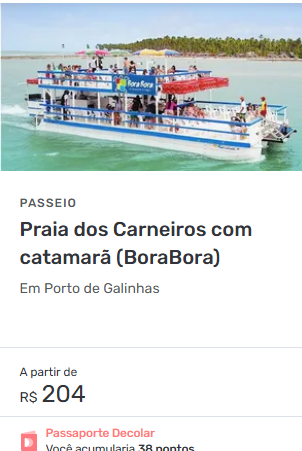 Bora Bora
PASSEIO
Praia dos Carneiros com
catamarã (BoraBora)
Em Porto de Galinhas
A partir de
R$ 204
Passaporte Decolar
Você acumularia 38 pontos